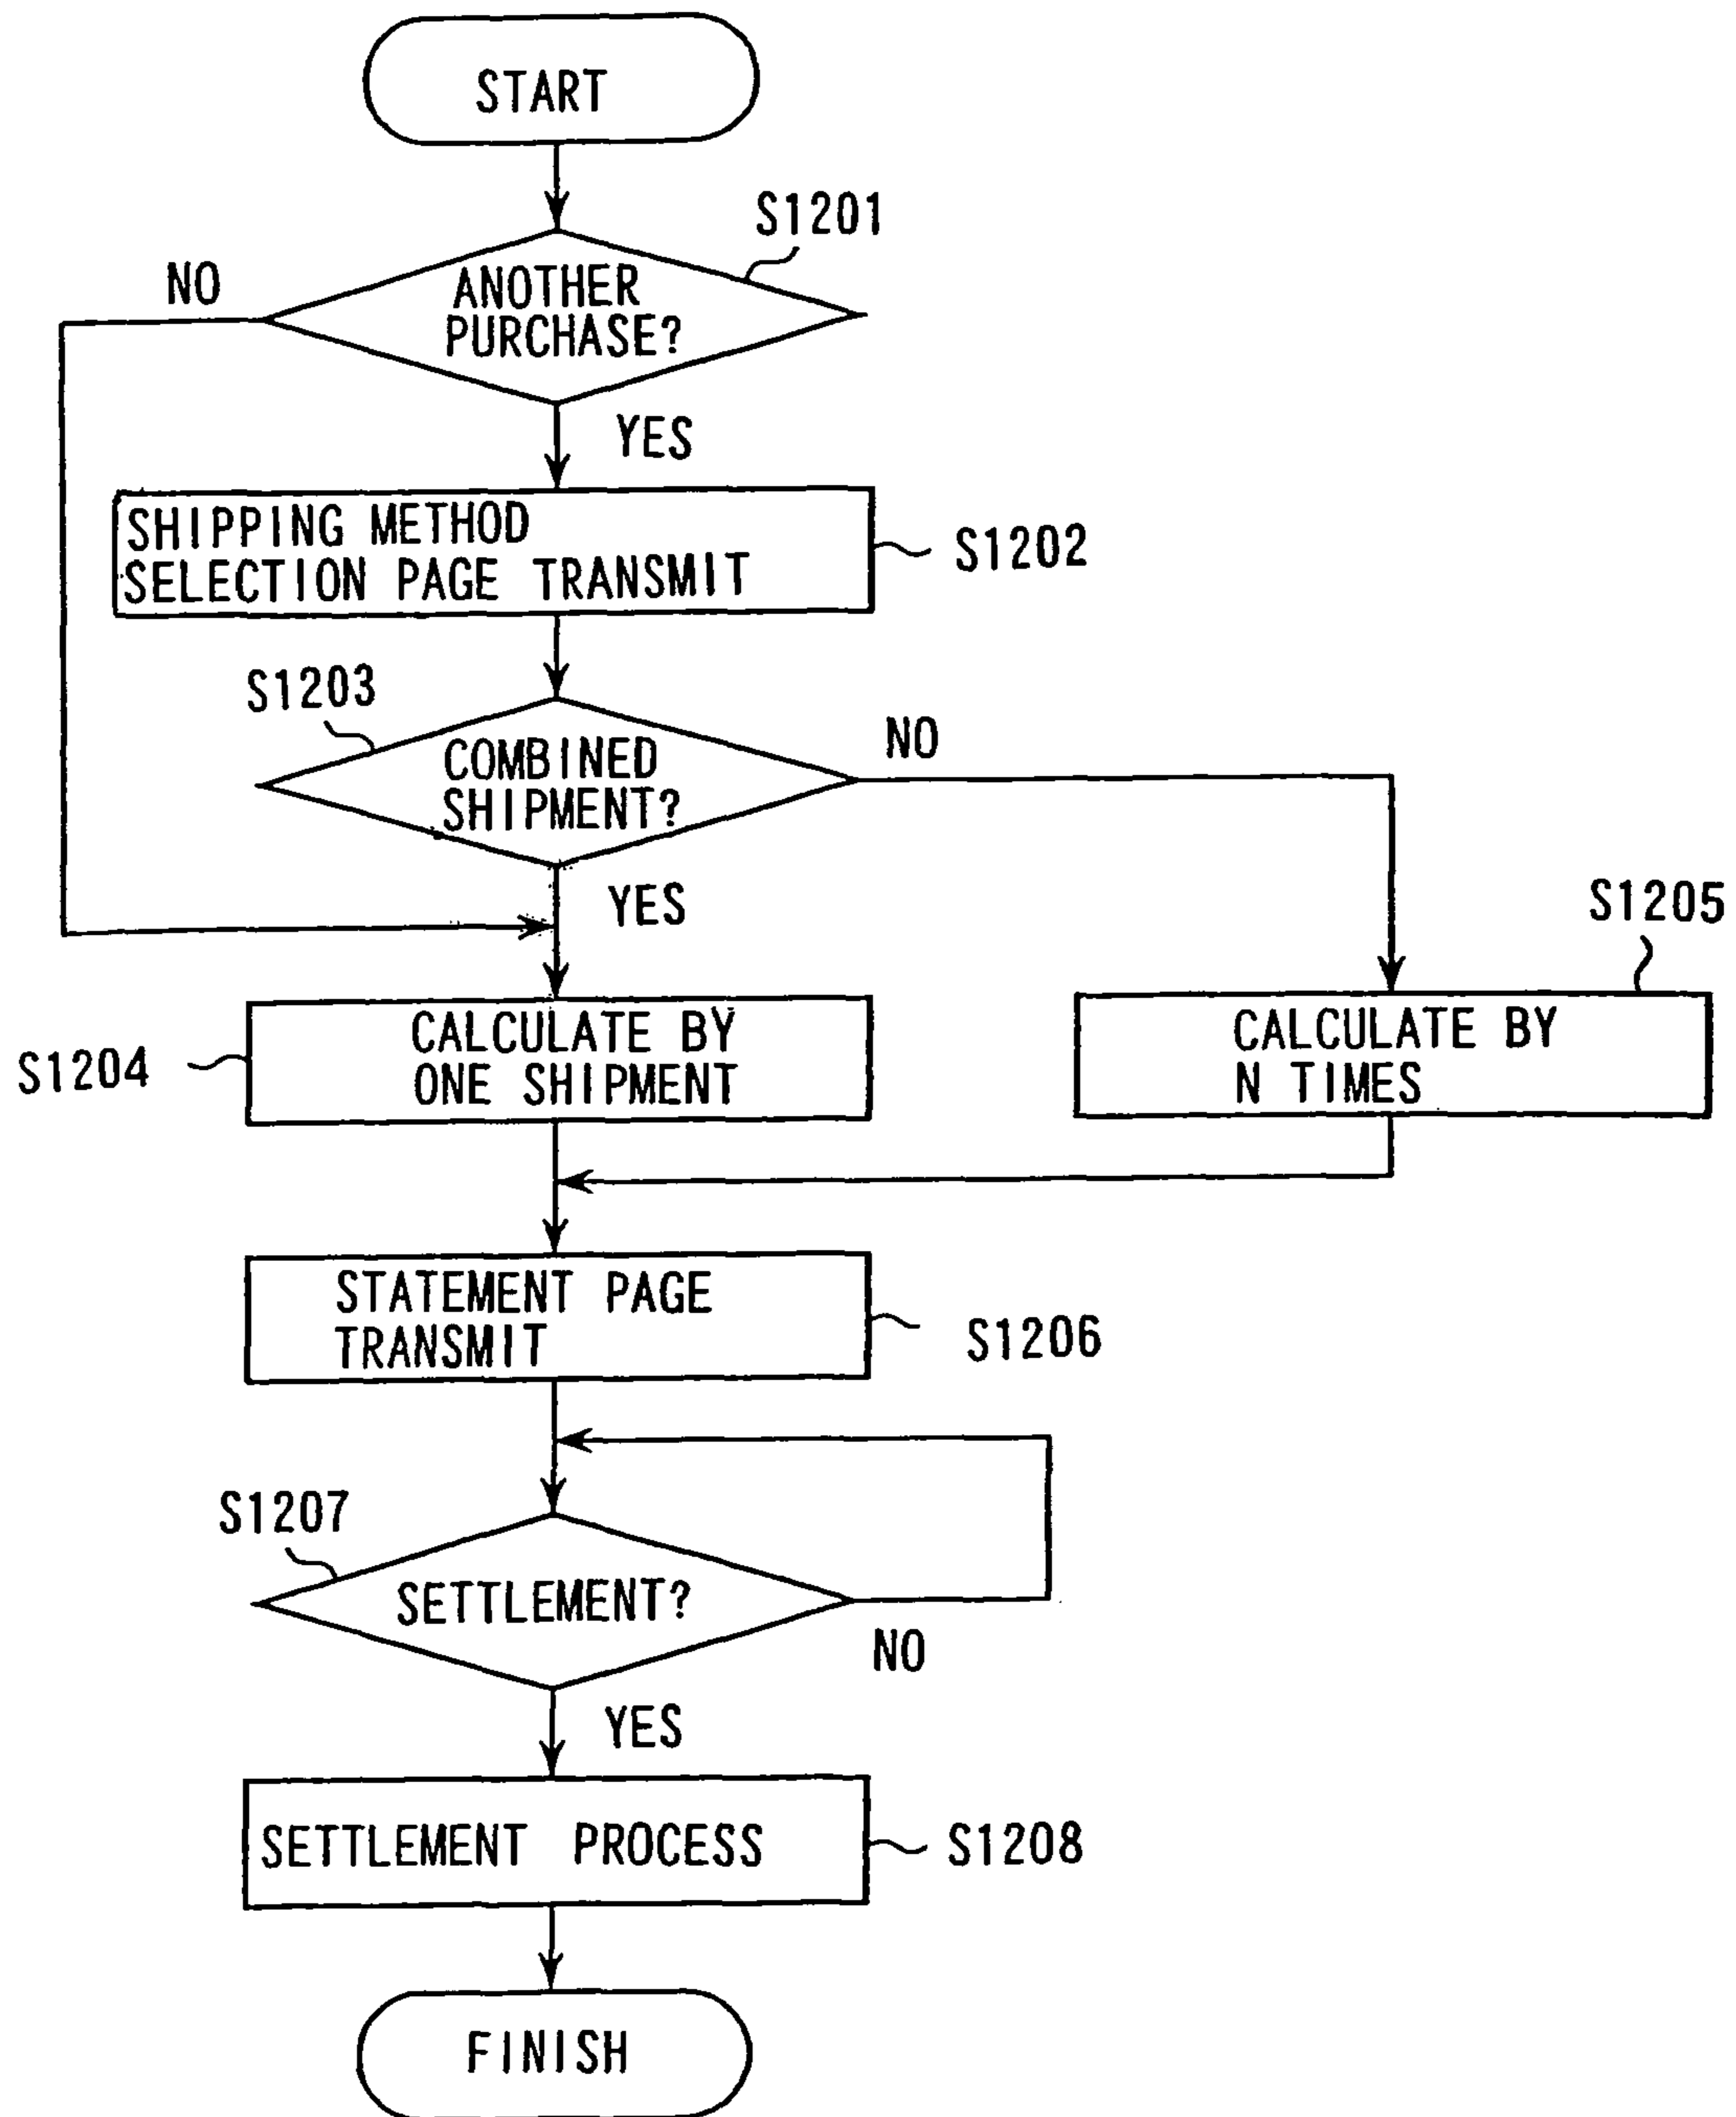 START
S1201
NO
ANOTHER
PURCHASE?
YES
SHIPPING METHOD
SELECTION PAGE TRANSMIT
S1202
S1203
COMBINED
SHIPMENT?
NO
YES
S1205
S1204
CALCULATE BY
ONE SHIPMENT
CALCULATE BY
N TIMES
STATEMENT PAGE
TRANSMIT
S1206
S1207
SETTLEMENT?
NO
YES
SETTLEMENT PROCESS
S1208
FINISH